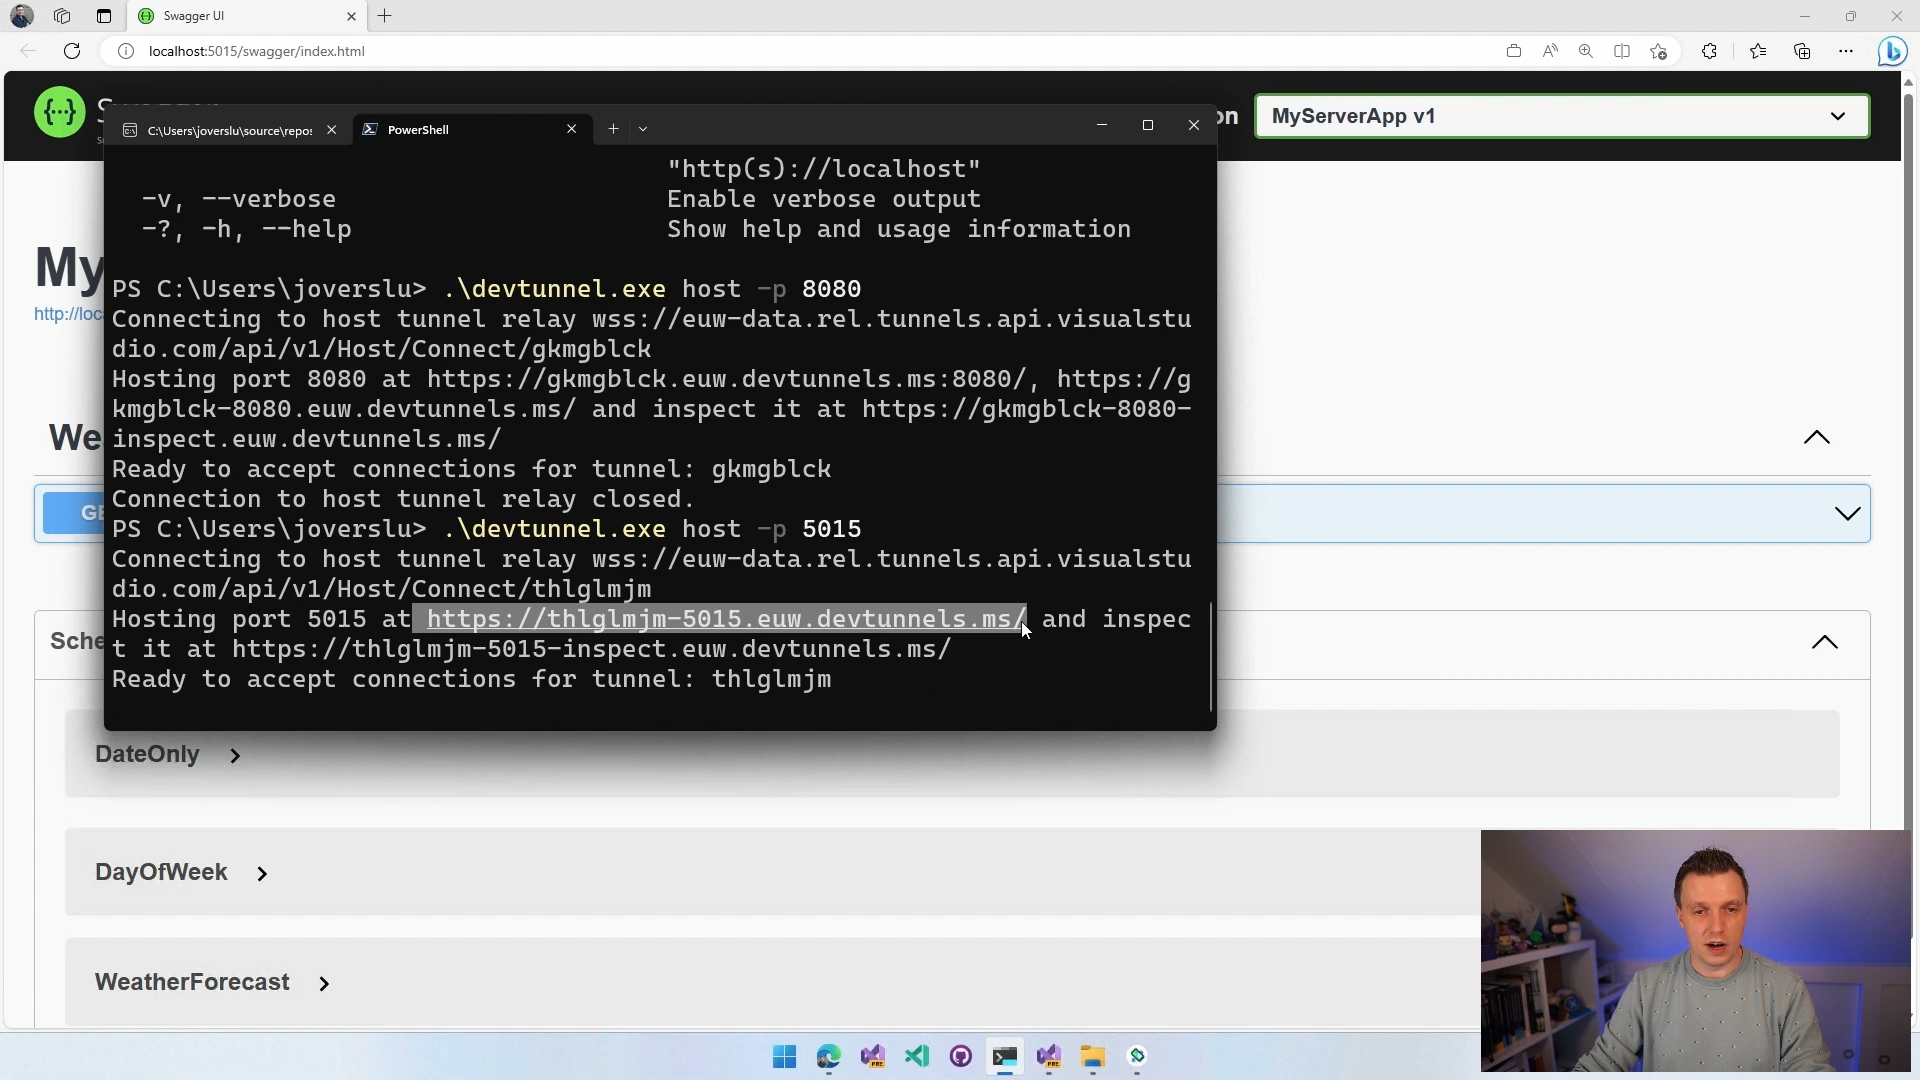 Swagger UI
localhost:5015/swagger/index.html
MyServerApp v1
C:\Users\joverslu\source\repos
PowerShell
"http(s)://localhost"
-v, --verbose Enable verbose output
-?, -h, --help Show help and usage information
My
http://loc
PS C:\Users\joverslu> .\devtunnel.exe host -p 8080
Connecting to host tunnel relay wss://euw-data.rel.tunnels.api.visualstu
dio.com/api/v1/Host/Connect/gkmgblck
Hosting port 8080 at https://gkmgblck.euw.devtunnels.ms:8080/, https://g
kmgblck-8080.euw.devtunnels.ms/ and inspect it at https://gkmgblck-8080-
inspect.euw.devtunnels.ms/
We
Ready to accept connections for tunnel: gkmgblck
Connection to host tunnel relay closed.
GE
PS C:\Users\joverslu> .\devtunnel.exe host -p 5015
Connecting to host tunnel relay wss://euw-data.rel.tunnels.api.visualstu
dio.com/api/v1/Host/Connect/thlglmjm
Hosting port 5015 at https://thlglmjm-5015.euw.devtunnels.ms/ and inspec
t it at https://thlglmjm-5015-inspect.euw.devtunnels.ms/
Sche
Ready to accept connections for tunnel: thlglmjm
DateOnly
DayOfWeek
WeatherForecast